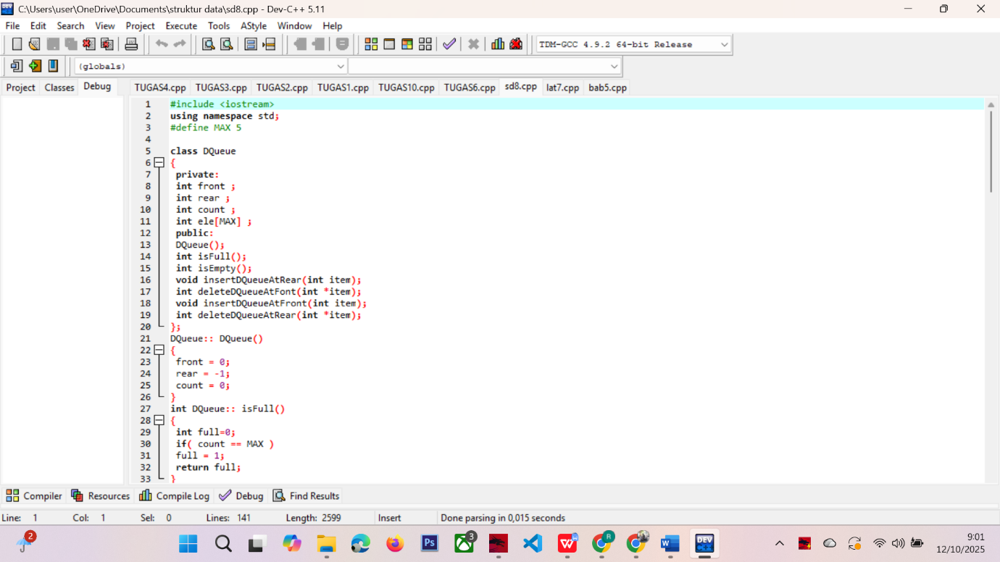 C:\Users\user\OneDrive\Documents\struktur data\sd8.cpp - Dev-C++ 5.11
File Edit Search View Project Execute Tools AStyle Window Help
TDM-GCC 4.9.2 64-bit Release
(globals)
Project Classes Debug TUGAS4.cpp TUGAS3.cpp TUGAS2.cpp TUGAS1.cpp TUGAS10.cpp TUGAS6.cpp sd8.cpp lat7.cpp bab5.cpp
1 #include <iostream>
2 using namespace std;
3 #define MAX 5
4
5 class DQueue
6 {
7 private:
8 int front ;
9 int rear ;
10 int count ;
11 int ele[MAX] ;
12 public:
13 DQueue();
14 int isFull();
15 int isEmpty();
16 void insertDQueueAtRear(int item);
17 int deleteDQueueAtFont(int *item);
18 void insertDQueueAtFront(int item);
19 int deleteDQueueAtRear(int *item);
20 };
21 DQueue:: DQueue()
22 {
23 front = 0;
24 rear = -1;
25 count = 0;
26 }
27 int DQueue:: isFull()
28 {
29 int full=0;
30 if( count == MAX )
31 full = 1;
32 return full;
33 }
Compiler Resources Compile Log Debug Find Results
Line: 1 Col: 1 Sel: 0 Lines: 141 Length: 2599 Insert Done parsing in 0,015 seconds
2 Ps 3 W R W DEV C++ 9:01
12/10/2025